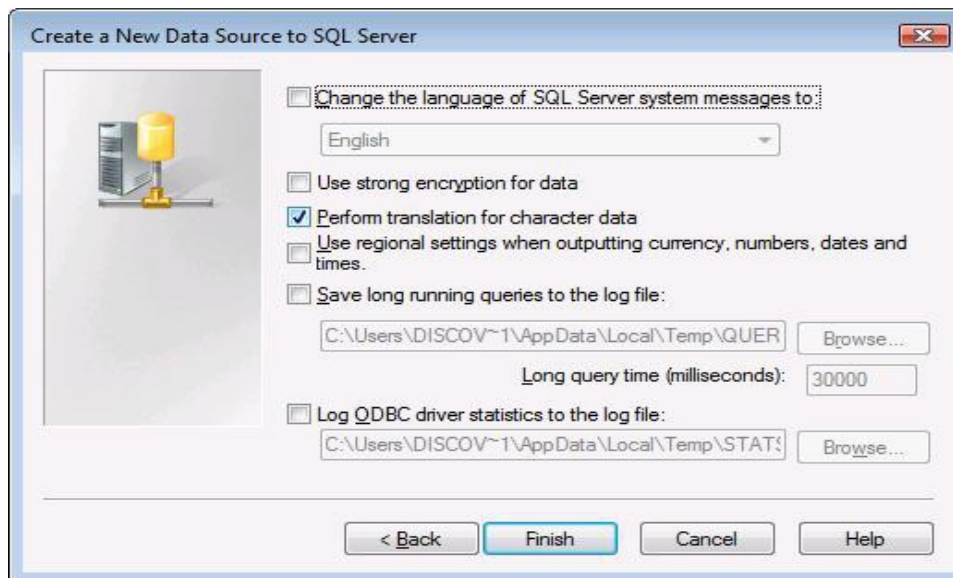 Create a New Data Source to SQL Server
Change the language of SQL Server system messages to:
English
Use strong encryption for data
Perform translation for character data
Use regional settings when outputting currency, numbers, dates and
times.
Save long running queries to the log file:
C:\Users\DISCOV~1\AppData\Local\Temp\QUER
Browse...
Long query time (milliseconds):
30000
Log ODBC driver statistics to the log file:
C:\Users\DISCOV~1\AppData\Local\Temp\STATS
Browse...
< Back
Finish
Cancel
Help